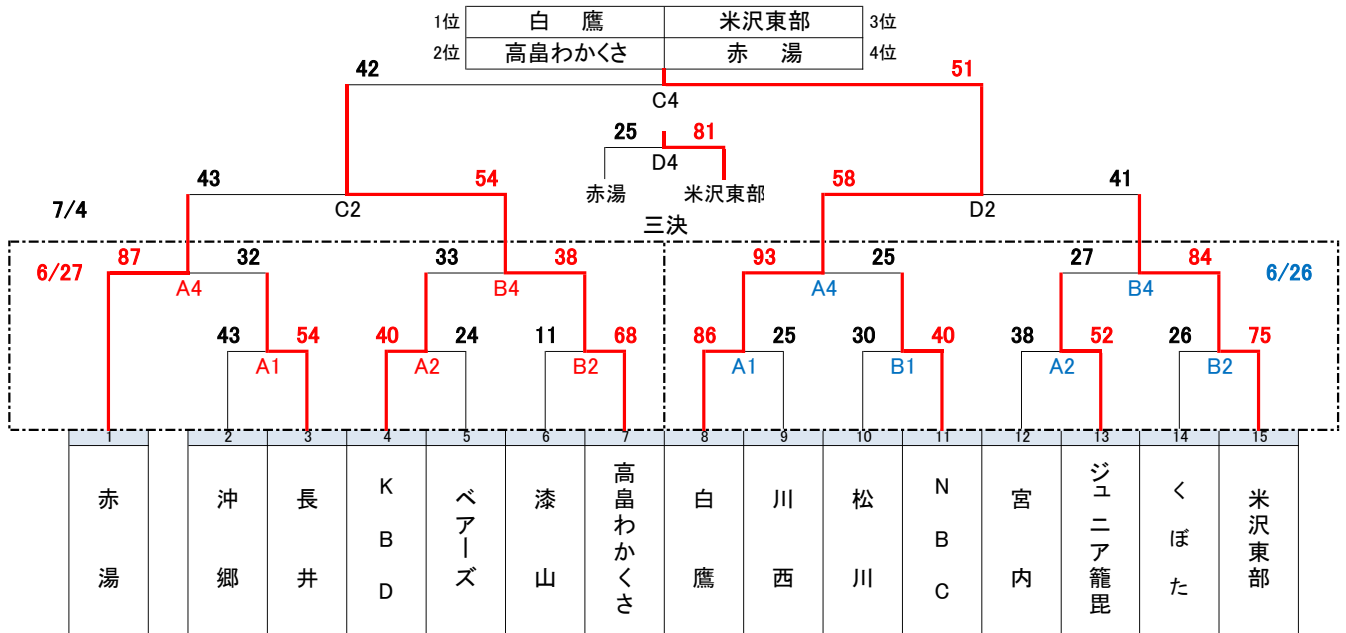 1位 白 鷹 米沢東部 3位
2位 高畠わかくさ 赤 湯 4位
42 51
C4
25 81
D4
赤湯 米沢東部
43 54 58 41
7/4 C2 D2
三決
6/27 87 32 33 38 93 25 27 84 6/26
A4 B4 A4 B4
43 54 40 24 11 68 86 25 30 40 38 52 26 75
A1 A2 B2 A1 B1 A2 B2
1 2 3 4 5 6 7 8 9 10 11 12 13 14 15
赤湯
沖郷
長井
KBD
ベアーズ
漆山
高畠わかくさ
白鷹
川西
松川
NBC
宮内
ジュニア籠毘
くぼた
米沢東部